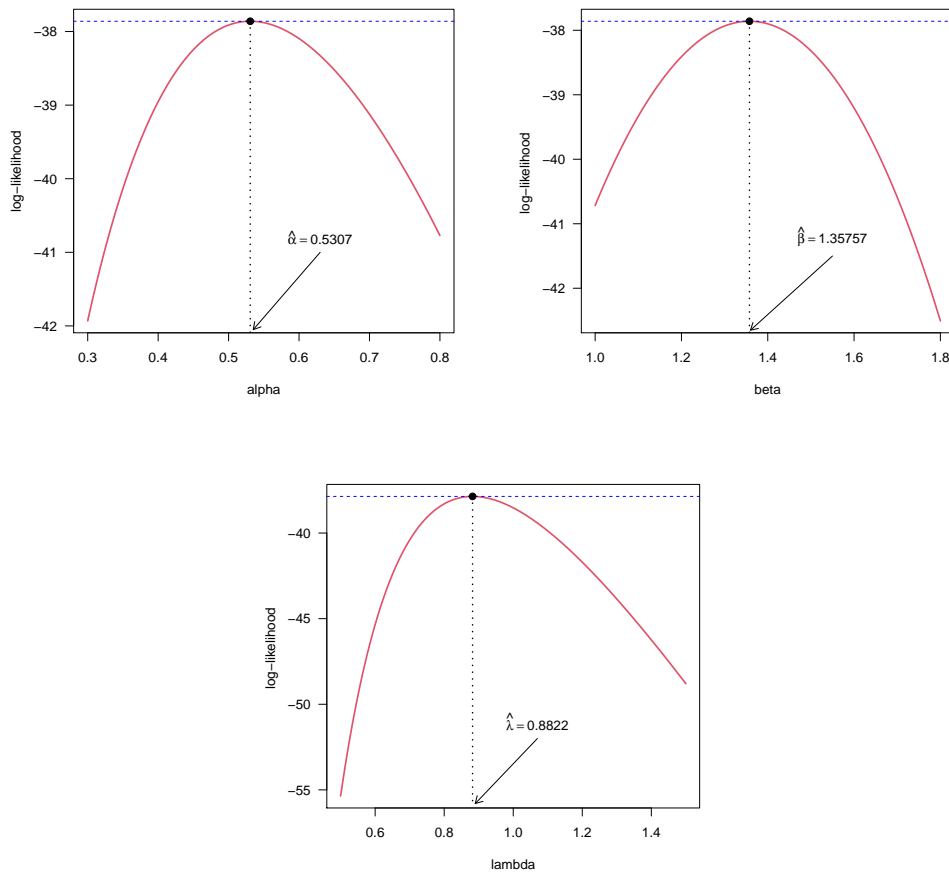 log−likelihood
−38
−39
−40
−41
−42
α̂ = 0.5307
0.3 0.4 0.5 0.6 0.7 0.8
alpha
log−likelihood
−38
−39
−40
−41
−42
β̂ = 1.35757
1.0 1.2 1.4 1.6 1.8
beta
log−likelihood
−40
−45
−50
−55
λ̂ = 0.8822
0.6 0.8 1.0 1.2 1.4
lambda